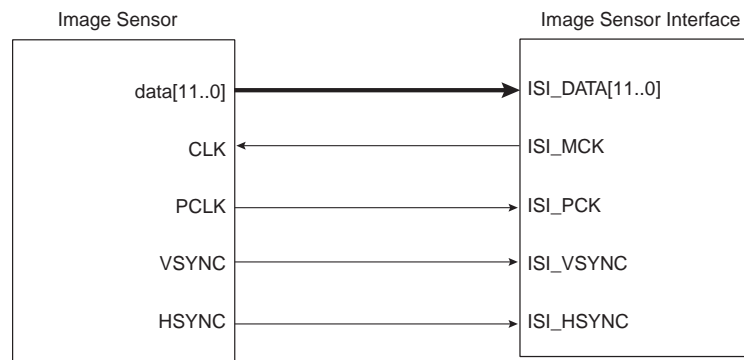 Image Sensor
Image Sensor Interface
data[11..0]
ISI_DATA[11..0]
CLK
ISI_MCK
PCLK
ISI_PCK
VSYNC
ISI_VSYNC
HSYNC
ISI_HSYNC